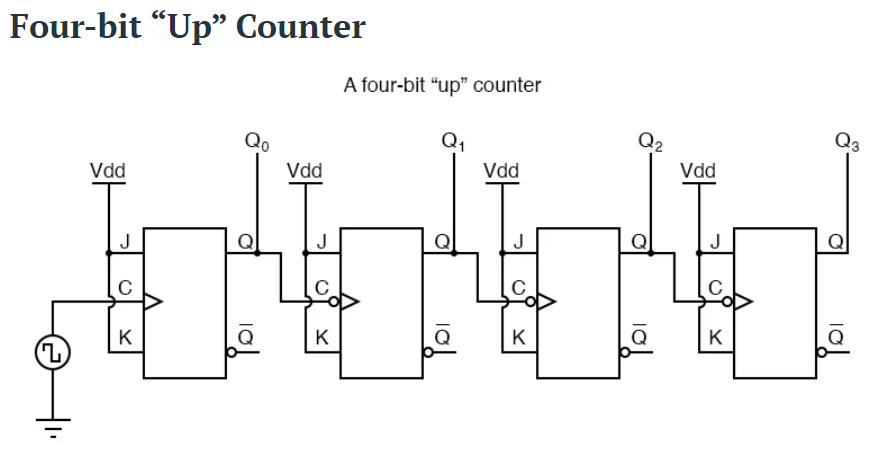 Four-bit “Up” Counter
A four-bit “up” counter
Q0 Q1 Q2 Q3
Vdd Vdd Vdd Vdd
J Q J Q J Q J Q
C C C C
K Q̅ K Q̅ K Q̅ K Q̅